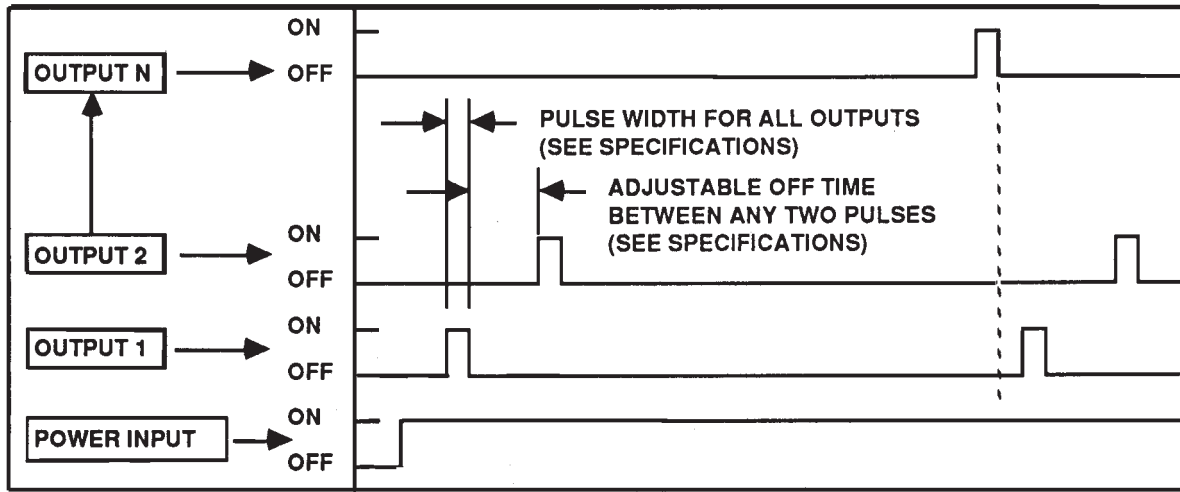 ON
OUTPUT N
OFF
PULSE WIDTH FOR ALL OUTPUTS
(SEE SPECIFICATIONS)
ADJUSTABLE OFF TIME
BETWEEN ANY TWO PULSES
(SEE SPECIFICATIONS)
ON
OUTPUT 2
OFF
ON
OUTPUT 1
OFF
ON
POWER INPUT
OFF